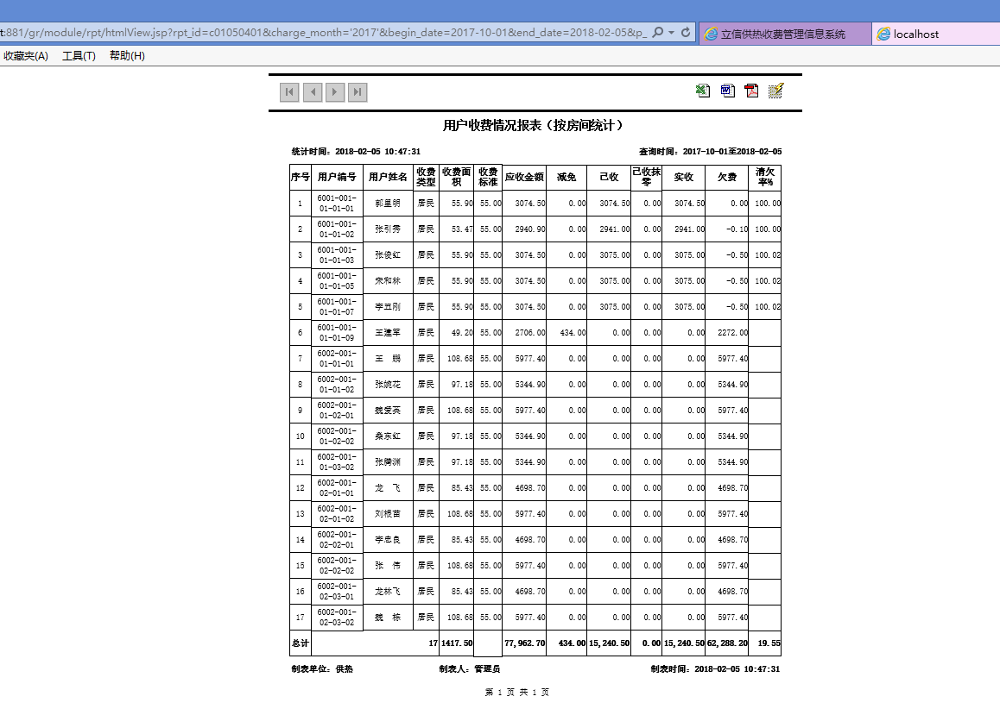 t:881/gr/module/rpt/htmlView.jsp?rpt_id=c01050401&charge_month='2017'&begin_date=2017-10-01&end_date=2018-02-05&p_
立信供热收费管理信息系统
localhost
收藏夹(A) 工具(T) 帮助(H)
用户收费情况报表（按房间统计）
统计时间: 2018-02-05 10:47:31 查询时间: 2017-10-01至2018-02-05
序号 用户编号 用户姓名 收费类型 收费面积 收费标准 应收金额 减免 已收 已收抹零 实收 欠费 清欠率%
1 6001-001-01-01-01 郭里明 居民 55.90 55.00 3074.50 0.00 3074.50 0.00 3074.50 0.00 100.00
2 6001-001-01-01-02 张引秀 居民 53.47 55.00 2940.90 0.00 2941.00 0.00 2941.00 -0.10 100.00
3 6001-001-01-01-03 张俊红 居民 55.90 55.00 3074.50 0.00 3075.00 0.00 3075.00 -0.50 100.02
4 6001-001-01-01-05 宋和林 居民 55.90 55.00 3074.50 0.00 3075.00 0.00 3075.00 -0.50 100.02
5 6001-001-01-01-07 李五刚 居民 55.90 55.00 3074.50 0.00 3075.00 0.00 3075.00 -0.50 100.02
6 6001-001-01-01-09 王建军 居民 49.20 55.00 2706.00 434.00 0.00 0.00 0.00 2272.00
7 6002-001-01-01-01 王 鹏 居民 108.68 55.00 5977.40 0.00 0.00 0.00 0.00 5977.40
8 6002-001-01-01-02 张婉花 居民 97.18 55.00 5344.90 0.00 0.00 0.00 0.00 5344.90
9 6002-001-01-02-01 魏爱英 居民 108.68 55.00 5977.40 0.00 0.00 0.00 0.00 5977.40
10 6002-001-01-02-02 桑东红 居民 97.18 55.00 5344.90 0.00 0.00 0.00 0.00 5344.90
11 6002-001-01-03-02 张腾渊 居民 97.18 55.00 5344.90 0.00 0.00 0.00 0.00 5344.90
12 6002-001-02-01-01 龙 飞 居民 85.43 55.00 4698.70 0.00 0.00 0.00 0.00 4698.70
13 6002-001-02-01-02 刘根苗 居民 108.68 55.00 5977.40 0.00 0.00 0.00 0.00 5977.40
14 6002-001-02-02-01 李忠良 居民 85.43 55.00 4698.70 0.00 0.00 0.00 0.00 4698.70
15 6002-001-02-02-02 张 伟 居民 108.68 55.00 5977.40 0.00 0.00 0.00 0.00 5977.40
16 6002-001-02-03-01 龙林飞 居民 85.43 55.00 4698.70 0.00 0.00 0.00 0.00 4698.70
17 6002-001-02-03-02 魏 栋 居民 108.68 55.00 5977.40 0.00 0.00 0.00 0.00 5977.40
总计 17 1417.50 77,962.70 434.00 15,240.50 0.00 15,240.50 62,288.20 19.55
制表单位: 供热 制表人: 管理员 制表时间: 2018-02-05 10:47:31
第 1 页 共 1 页